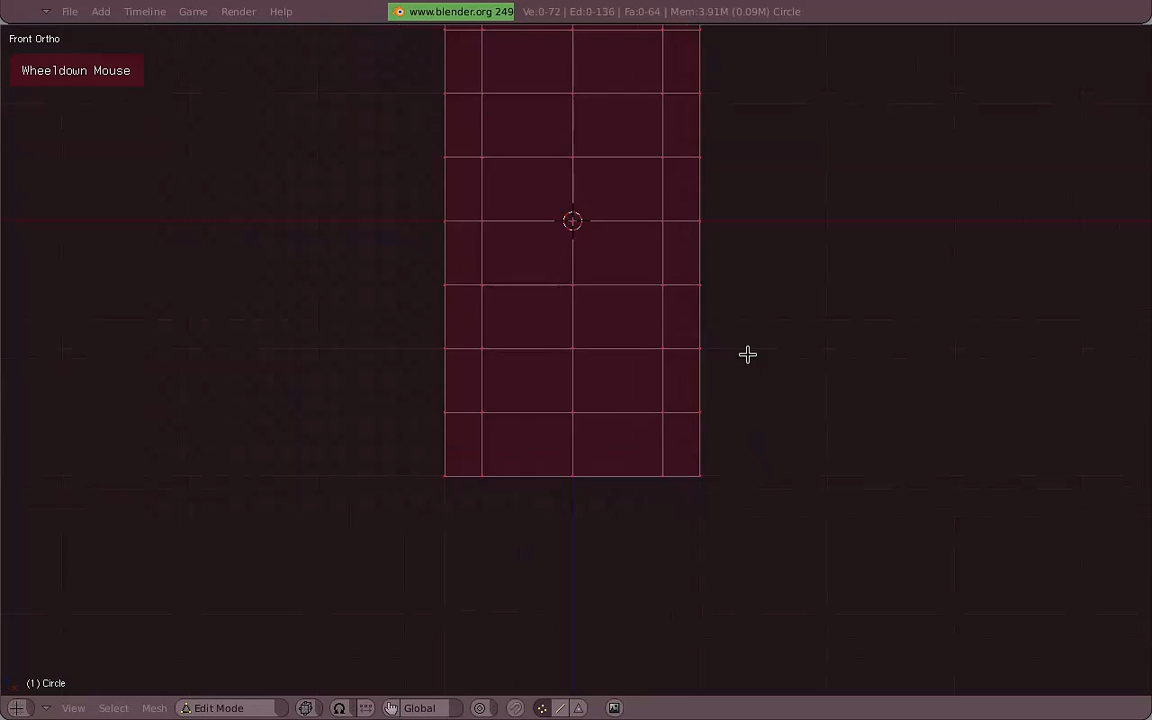 File Add Timeline Game Render Help www.blender.org 249 Ve:0-72 | Ed:0-136 | Fa:0-64 | Mem:3.91M (0.09M) Circle
Front Ortho
Wheeldown Mouse
(1) Circle
View Select Mesh Edit Mode Global